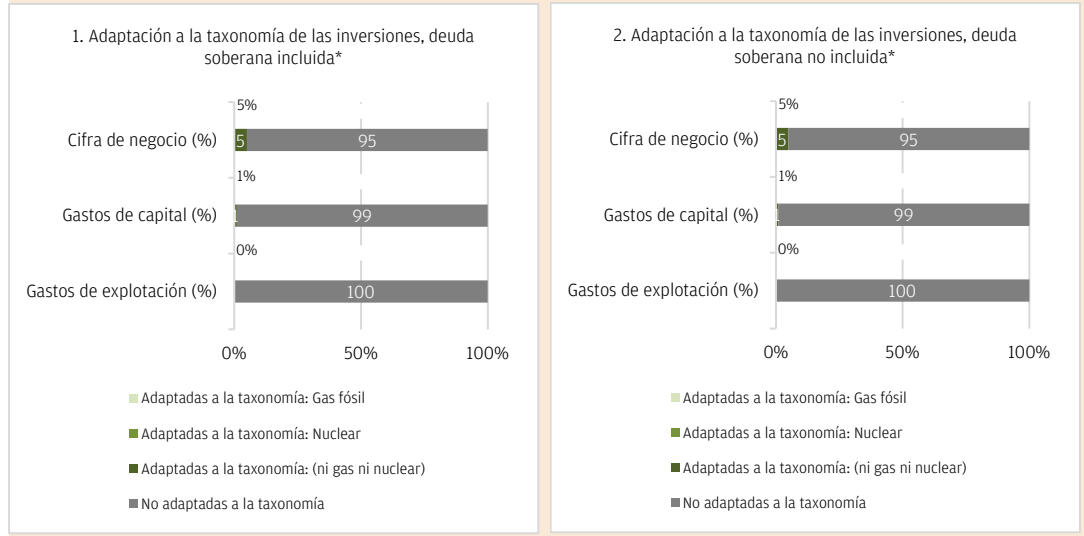 1. Adaptación a la taxonomía de las inversiones, deuda
soberana incluida*
5%
Cifra de negocio (%) 5 95
1%
Gastos de capital (%) 1 99
0%
Gastos de explotación (%) 100
0% 50% 100%
Adaptadas a la taxonomía: Gas fósil
Adaptadas a la taxonomía: Nuclear
Adaptadas a la taxonomía: (ni gas ni nuclear)
No adaptadas a la taxonomía
2. Adaptación a la taxonomía de las inversiones, deuda
soberana no incluida*
5%
Cifra de negocio (%) 5 95
1%
Gastos de capital (%) 1 99
0%
Gastos de explotación (%) 100
0% 50% 100%
Adaptadas a la taxonomía: Gas fósil
Adaptadas a la taxonomía: Nuclear
Adaptadas a la taxonomía: (ni gas ni nuclear)
No adaptadas a la taxonomía